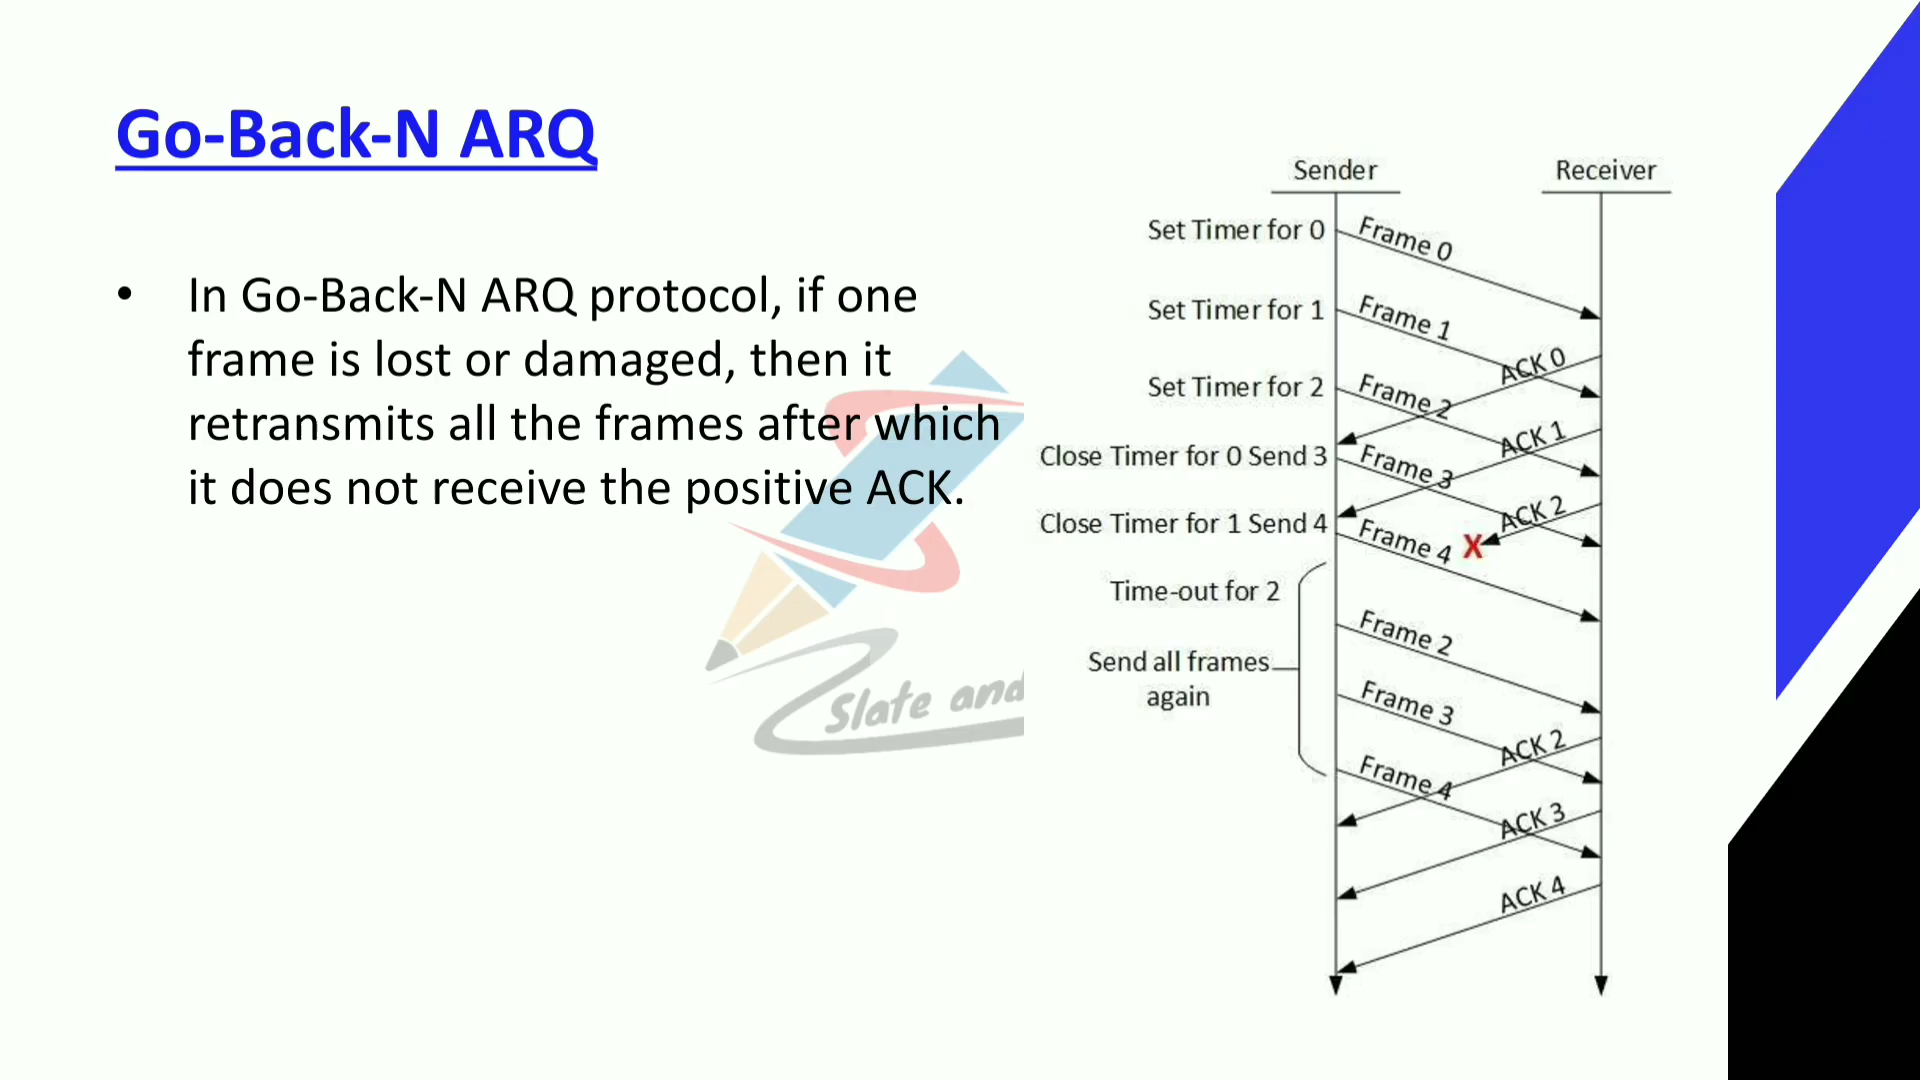 Go-Back-N ARQ
• In Go-Back-N ARQ protocol, if one
frame is lost or damaged, then it
retransmits all the frames after which
it does not receive the positive ACK.
Slate and
Sender
Receiver
Set Timer for 0
Frame 0
Set Timer for 1
Frame 1
ACK 0
Set Timer for 2
Frame 2
ACK 1
Close Timer for 0 Send 3
Frame 3
ACK 2
Close Timer for 1 Send 4
Frame 4
X
Time-out for 2
Frame 2
Send all frames
again
Frame 3
ACK 2
Frame 4
ACK 3
ACK 4